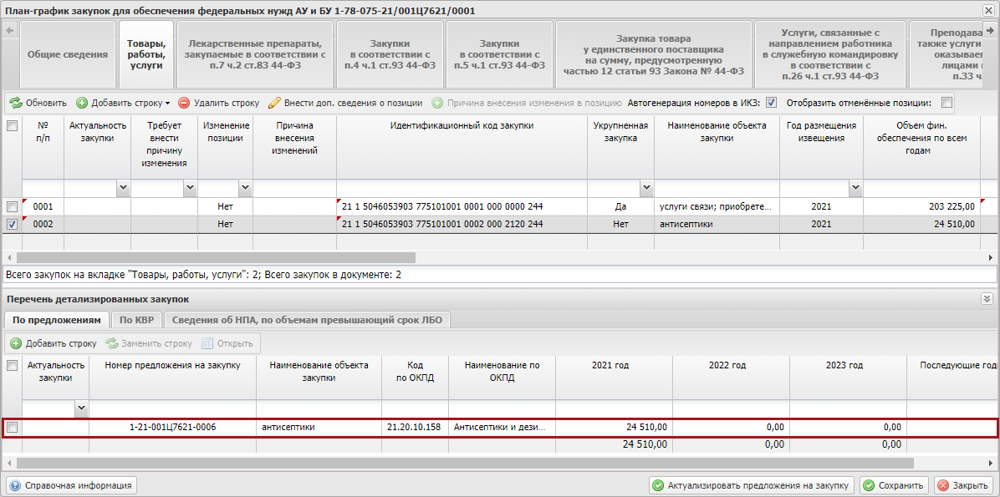 План-график закупок для обеспечения федеральных нужд АУ и БУ 1-78-075-21/001Ц7621/0001
Общие сведения
Товары,
работы,
услуги
Лекарственные препараты,
закупаемые в соответствии с
п.7 ч.2 ст.83 44-ФЗ
Закупки
в соответствии с
п.4 ч.1 ст.93 44-ФЗ
Закупки
в соответствии с
п.5 ч.1 ст.93 44-ФЗ
Закупка товара
у единственного поставщика
на сумму, предусмотренную
частью 12 статьи 93 Закона № 44-ФЗ
Услуги, связанные с
направлением работника
в служебную командировку
в соответствии с
п.26 ч.1 ст.93 44-ФЗ
Преподава
также услуги
оказываем
лицами
п.33 ч.
Обновить Добавить строку Удалить строку Внести доп. сведения о позиции Причина внесения изменения в позицию Автогенерация номеров в ИКЗ: Отобразить отменённые позиции:
№
п/п
Актуальность
закупки
Требует
внести
причину
изменения
Изменение
позиции
Причина
внесения
изменений
Идентификационный код закупки
Укрупненная
закупка
Наименование объекта
закупки
Год размещения
извещения
Объем фин.
обеспечения по всем
годам
0001 Нет 21 1 5046053903 775101001 0001 000 0000 244 Да услуги связи; приобрете... 2021 203 225,00
0002 Нет 21 1 5046053903 775101001 0002 000 2120 244 Нет антисептики 2021 24 510,00
Всего закупок на вкладке "Товары, работы, услуги": 2; Всего закупок в документе: 2
Перечень детализированных закупок
По предложениям По КВР Сведения об НПА, по объемам превышающий срок ЛБО
Добавить строку Заменить строку Открыть
Актуальность
закупки
Номер предложения на закупку
Наименование объекта
закупки
Код
по ОКПД
Наименование по
ОКПД
2021 год
2022 год
2023 год
Последующие годы
1-21-001Ц7621-0006 антисептики 21.20.10.158 Антисептики и дези... 24 510,00 0,00 0,00
24 510,00 0,00 0,00
Справочная информация Актуализировать предложения на закупку Сохранить Закрыть